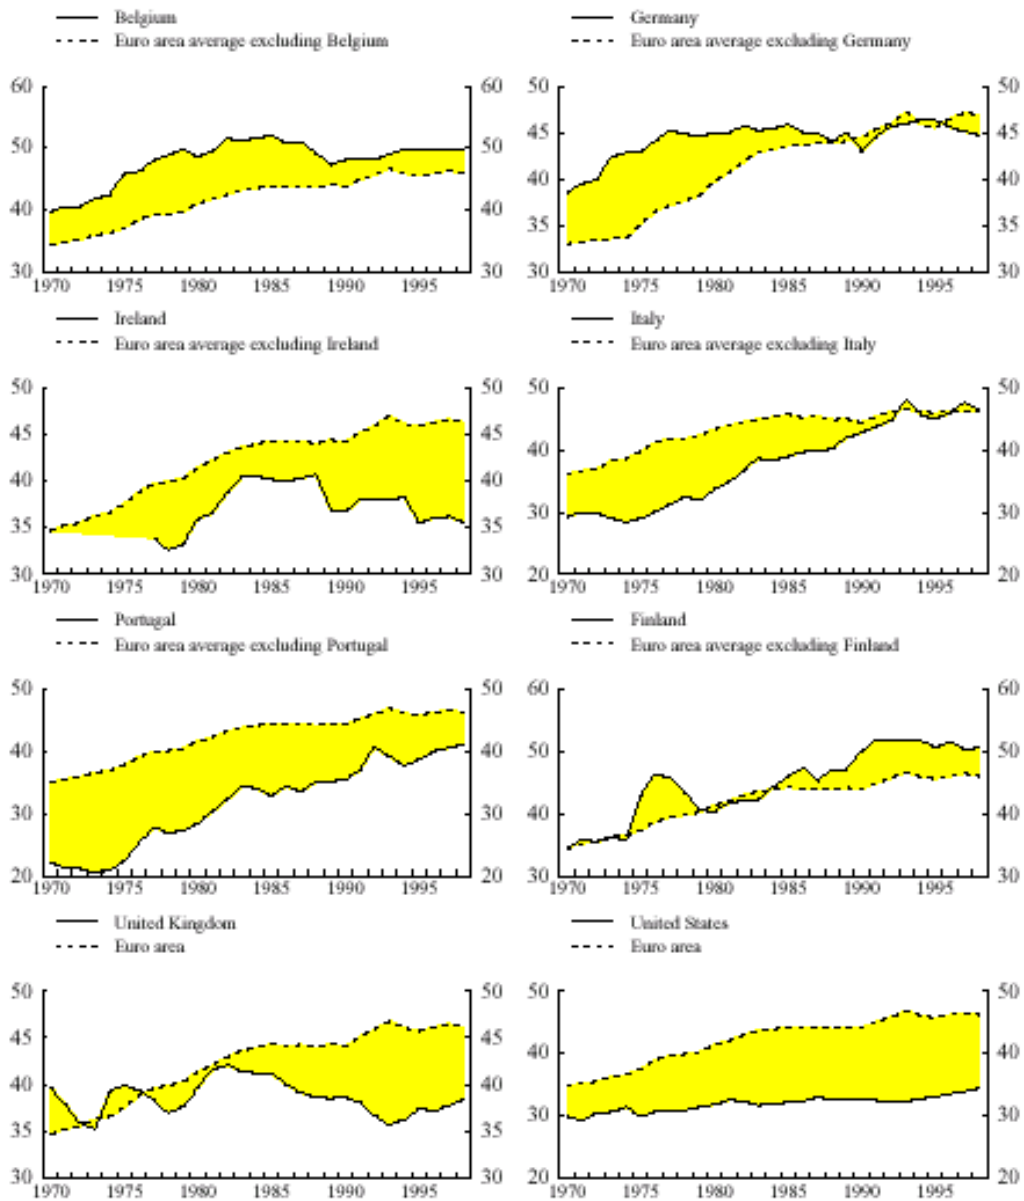 Belgium
Euro area average excluding Belgium
Germany
Euro area average excluding Germany
60 60
50 50
40 40
30 30
1970 1975 1980 1985 1990 1995
50 50
45 45
40 40
35 35
30 30
1970 1975 1980 1985 1990 1995
Ireland
Euro area average excluding Ireland
Italy
Euro area average excluding Italy
50 50
45 45
40 40
35 35
30 30
1970 1975 1980 1985 1990 1995
50 50
40 40
30 30
20 20
1970 1975 1980 1985 1990 1995
Portugal
Euro area average excluding Portugal
Finland
Euro area average excluding Finland
50 50
40 40
30 30
20 20
1970 1975 1980 1985 1990 1995
60 60
50 50
40 40
30 30
1970 1975 1980 1985 1990 1995
United Kingdom
Euro area
United States
Euro area
50 50
45 45
40 40
35 35
30 30
1970 1975 1980 1985 1990 1995
50 50
40 40
30 30
20 20
1970 1975 1980 1985 1990 1995